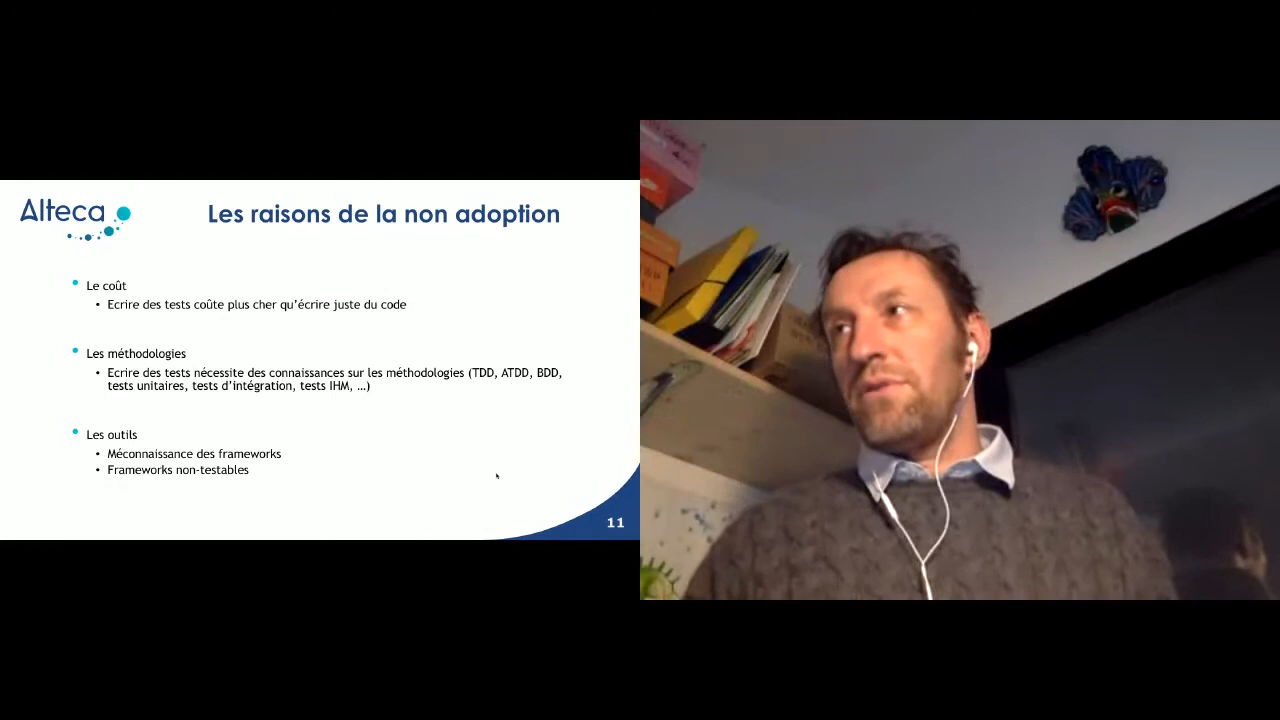 Alteca
Les raisons de la non adoption
Le coût
Ecrire des tests coûte plus cher qu’écrire juste du code
Les méthodologies
Ecrire des tests nécessite des connaissances sur les méthodologies (TDD, ATDD, BDD,
tests unitaires, tests d’intégration, tests IHM, …)
Les outils
Méconnaissance des frameworks
Frameworks non-testables
11